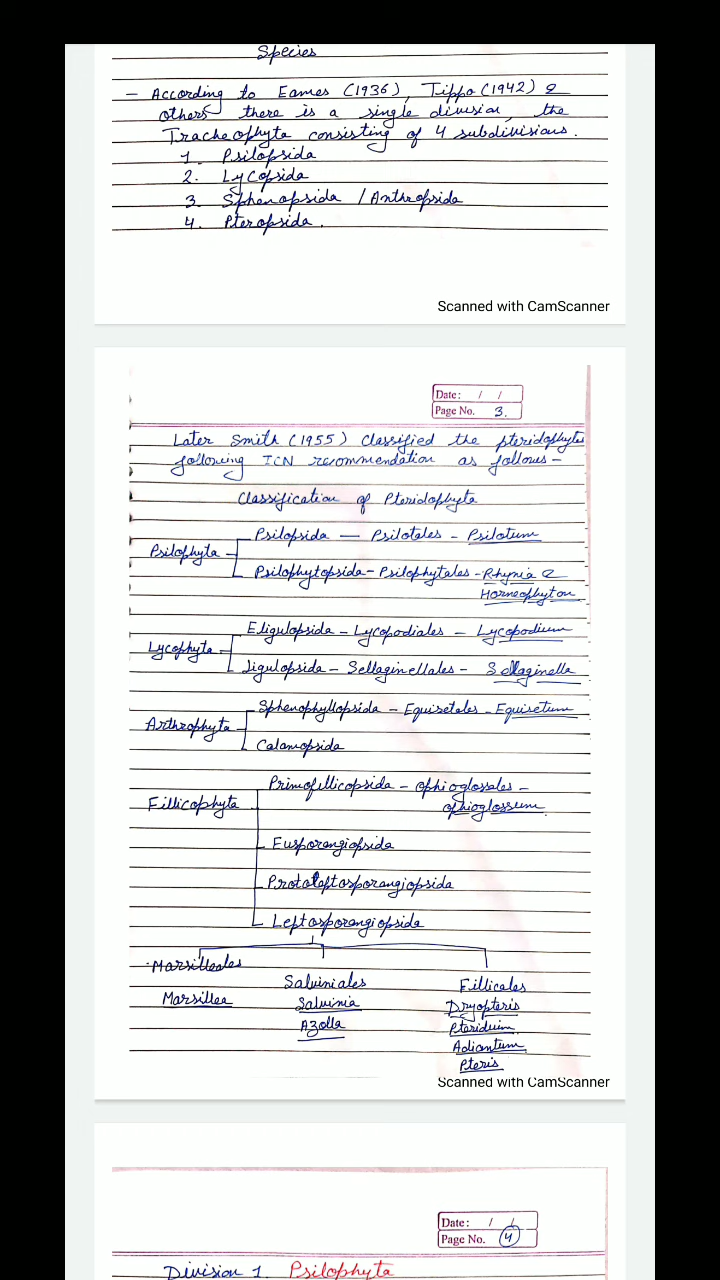 Species
- According to Eames (1936), Tippo (1942) &
others there is a single division, the
Tracheophyta consisting of 4 subdivisions.
1. Psilopsida
2. Lycopsida
3. Sphenopsida / Arthropsida
4. Pteropsida.
Scanned with CamScanner
Date: / /
Page No. 3.
Later Smith (1955) classified the pteridophytes
following ICN recommendation as follows -
Classification of Pteridophyta
Psilopsida — Psilotales - Psilotum
Psilophyta
Psilophytopsida - Psilophytales - Rhynia &
Horneophyton
Eligulopsida - Lycopodiales - Lycopodium
Lycophyta
Ligulopsida - Sellaginellales - Sellaginella
Sphenophyllopsida - Equisetales - Equisetum
Arthrophyta
Calamopsida
Primofillicopsida - Ophioglossales -
Fillicophyta
Ophioglossum
Eusporangiopsida
Protoleptosporangiopsida
Leptosporangiopsida
Marsilleales
Marsillea
Salviniales
Salvinia
Azolla
Fillicales
Dryopteris
Pteridium
Adiantum
Pteris
Scanned with CamScanner
Date: / /
Page No. 4
Division 1. Psilophyta